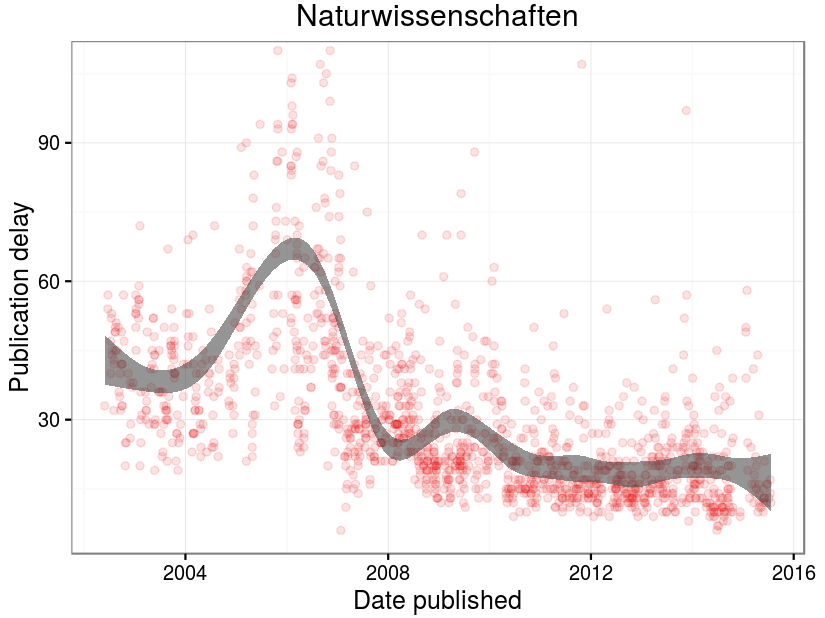 Naturwissenschaften
Publication delay
90
60
30
2004 2008 2012 2016
Date published